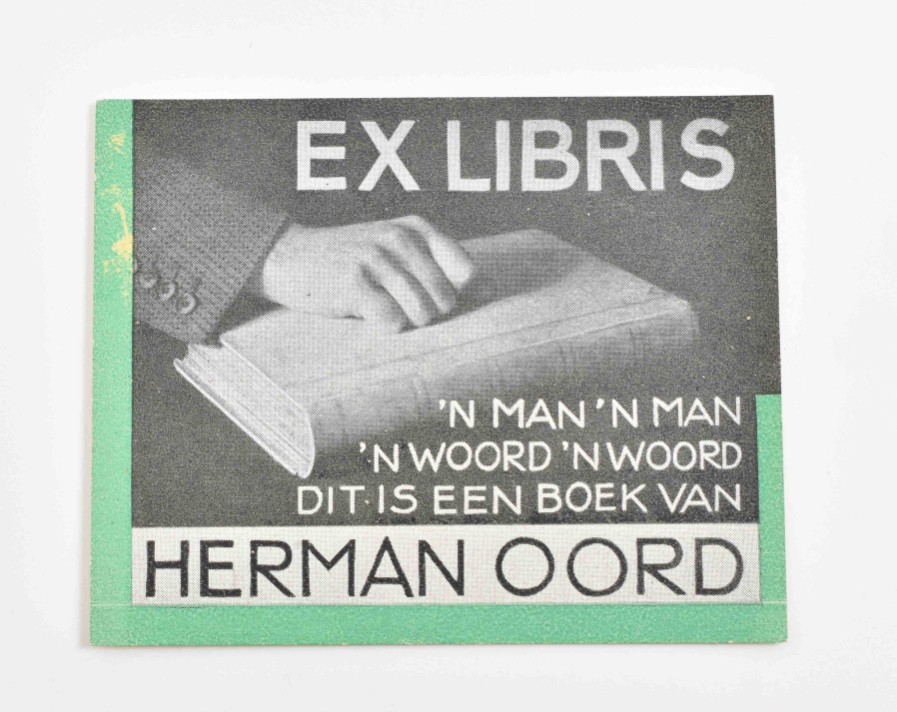 EX LIBRIS
'N MAN 'N MAN
'N WOORD 'N WOORD
DIT IS EEN BOEK VAN
HERMAN OORD